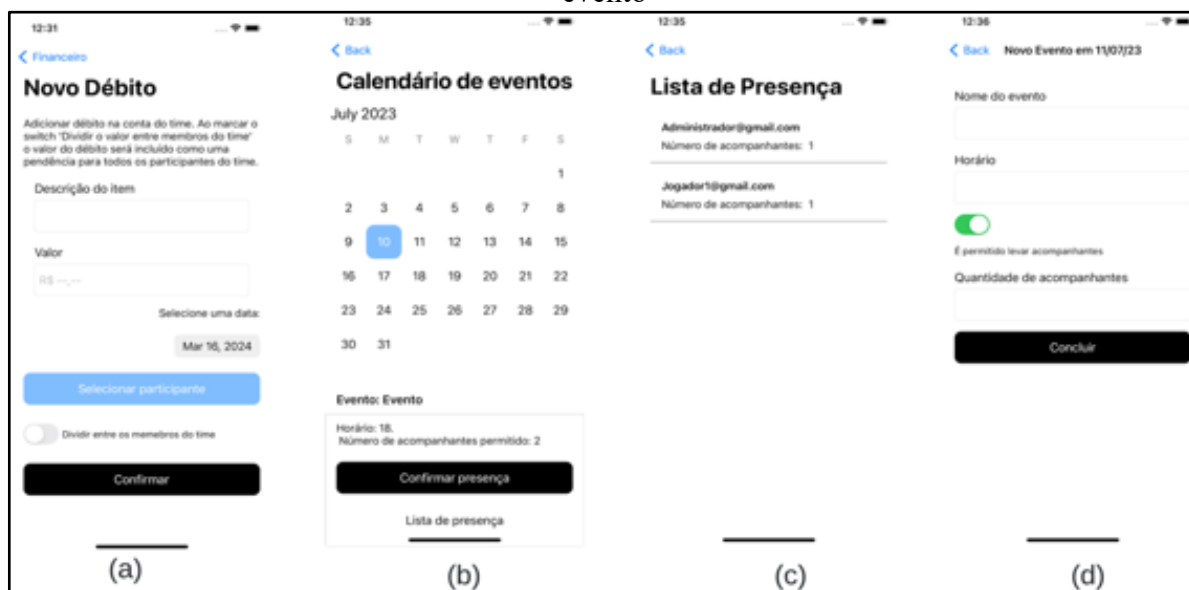 evento
12:31
Financeiro
Novo Débito
Adicionar débito na conta do time. Ao marcar o
switch 'Dividir o valor entre membros do time'
o valor do débito será incluído como uma
pendência para todos os participantes do time.
Descrição do item
Valor
R$ --,--
Selecione uma data:
Mar 16, 2024
Selecionar participante
Dividir entre os memebros do time
Confirmar
(a)
12:35
Back
Calendário de eventos
July 2023
S M T W T F S
1
2 3 4 5 6 7 8
9 10 11 12 13 14 15
16 17 18 19 20 21 22
23 24 25 26 27 28 29
30 31
Evento: Evento
Horário: 18.
Número de acompanhantes permitido: 2
Confirmar presença
Lista de presença
(b)
12:35
Back
Lista de Presença
Administrador@gmail.com
Número de acompanhantes: 1
Jogador1@gmail.com
Número de acompanhantes: 1
(c)
12:36
Back Novo Evento em 11/07/23
Nome do evento
Horário
É permitido levar acompanhantes
Quantidade de acompanhantes
Concluir
(d)